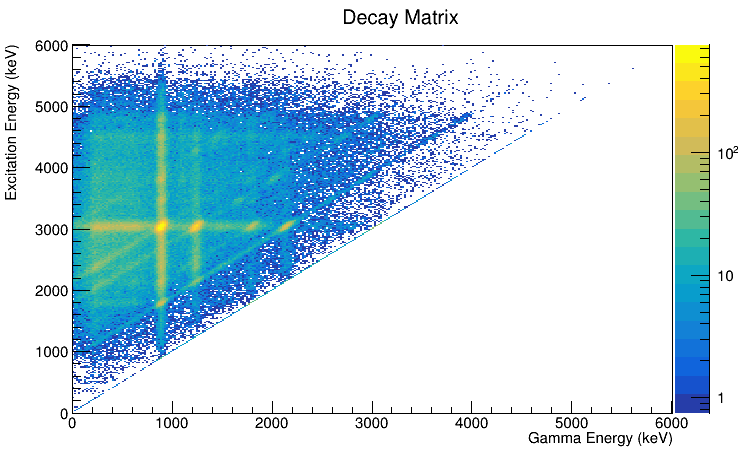 Decay Matrix
Excitation Energy (keV)
6000
5000
4000
3000
2000
1000
0
0 1000 2000 3000 4000 5000 6000
Gamma Energy (keV)
10²
10
1